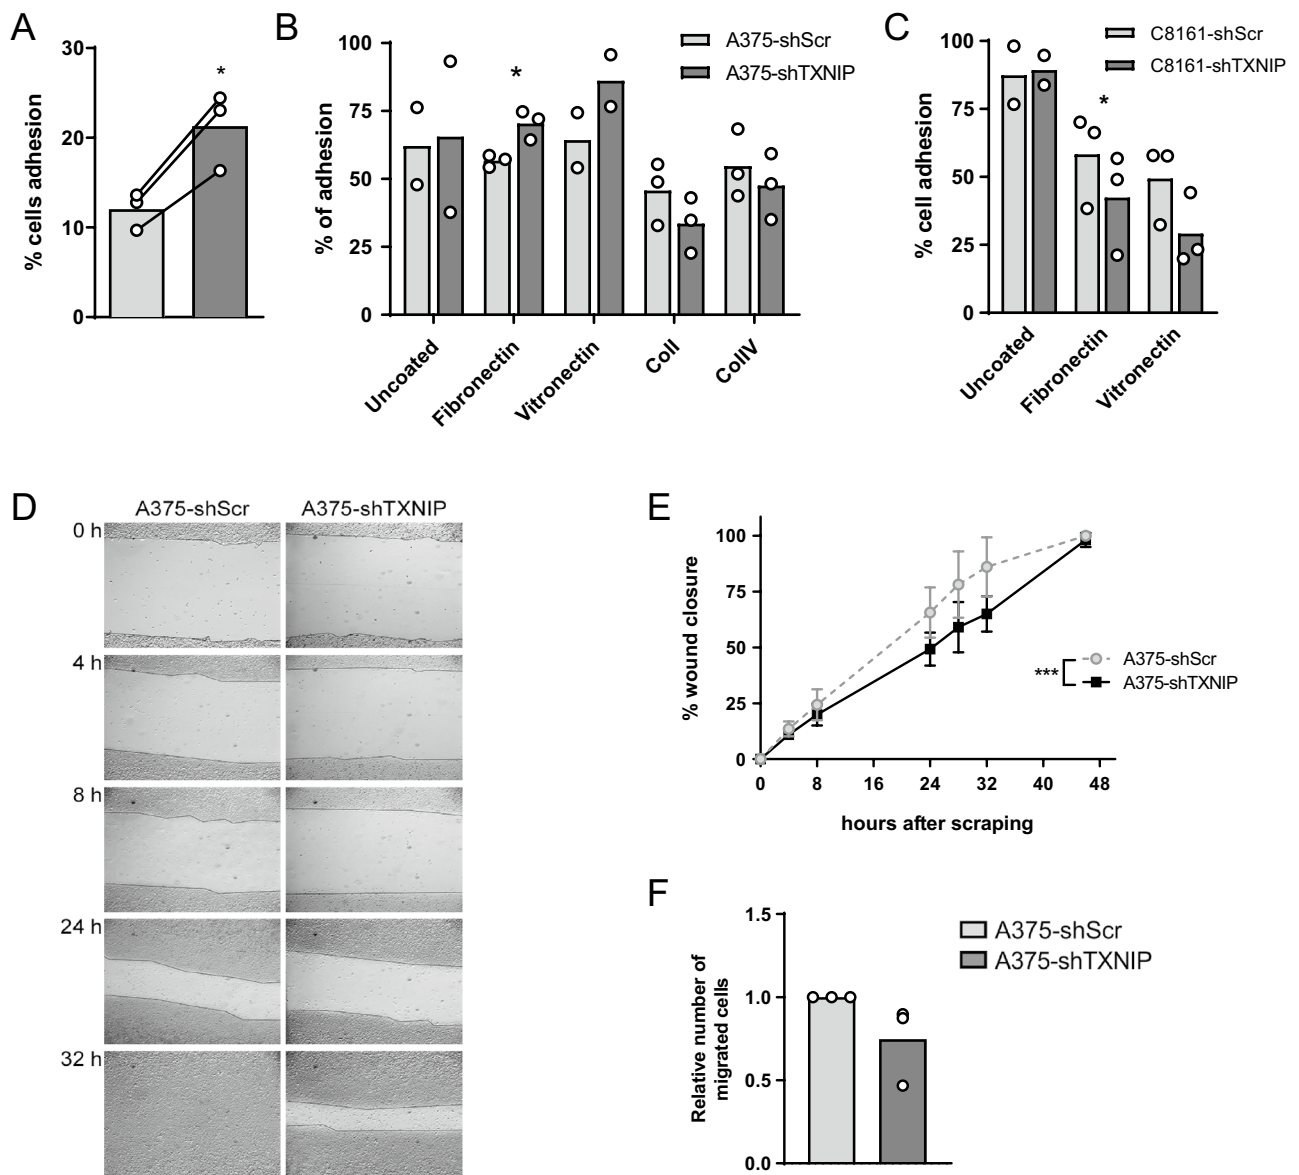 A
30
20
10
0
% cells adhesion
*
B
100
75
50
25
0
% of adhesion
A375-shScr
A375-shTXNIP
*
Uncoated
Fibronectin
Vitronectin
ColI
ColIV
C
100
75
50
25
0
% cell adhesion
C8161-shScr
C8161-shTXNIP
*
Uncoated
Fibronectin
Vitronectin
D
A375-shScr
A375-shTXNIP
0 h
4 h
8 h
24 h
32 h
E
100
75
50
25
0
% wound closure
0 8 16 24 32 40 48
hours after scraping
***
A375-shScr
A375-shTXNIP
F
1.5
1.0
0.5
0.0
Relative number of
migrated cells
A375-shScr
A375-shTXNIP